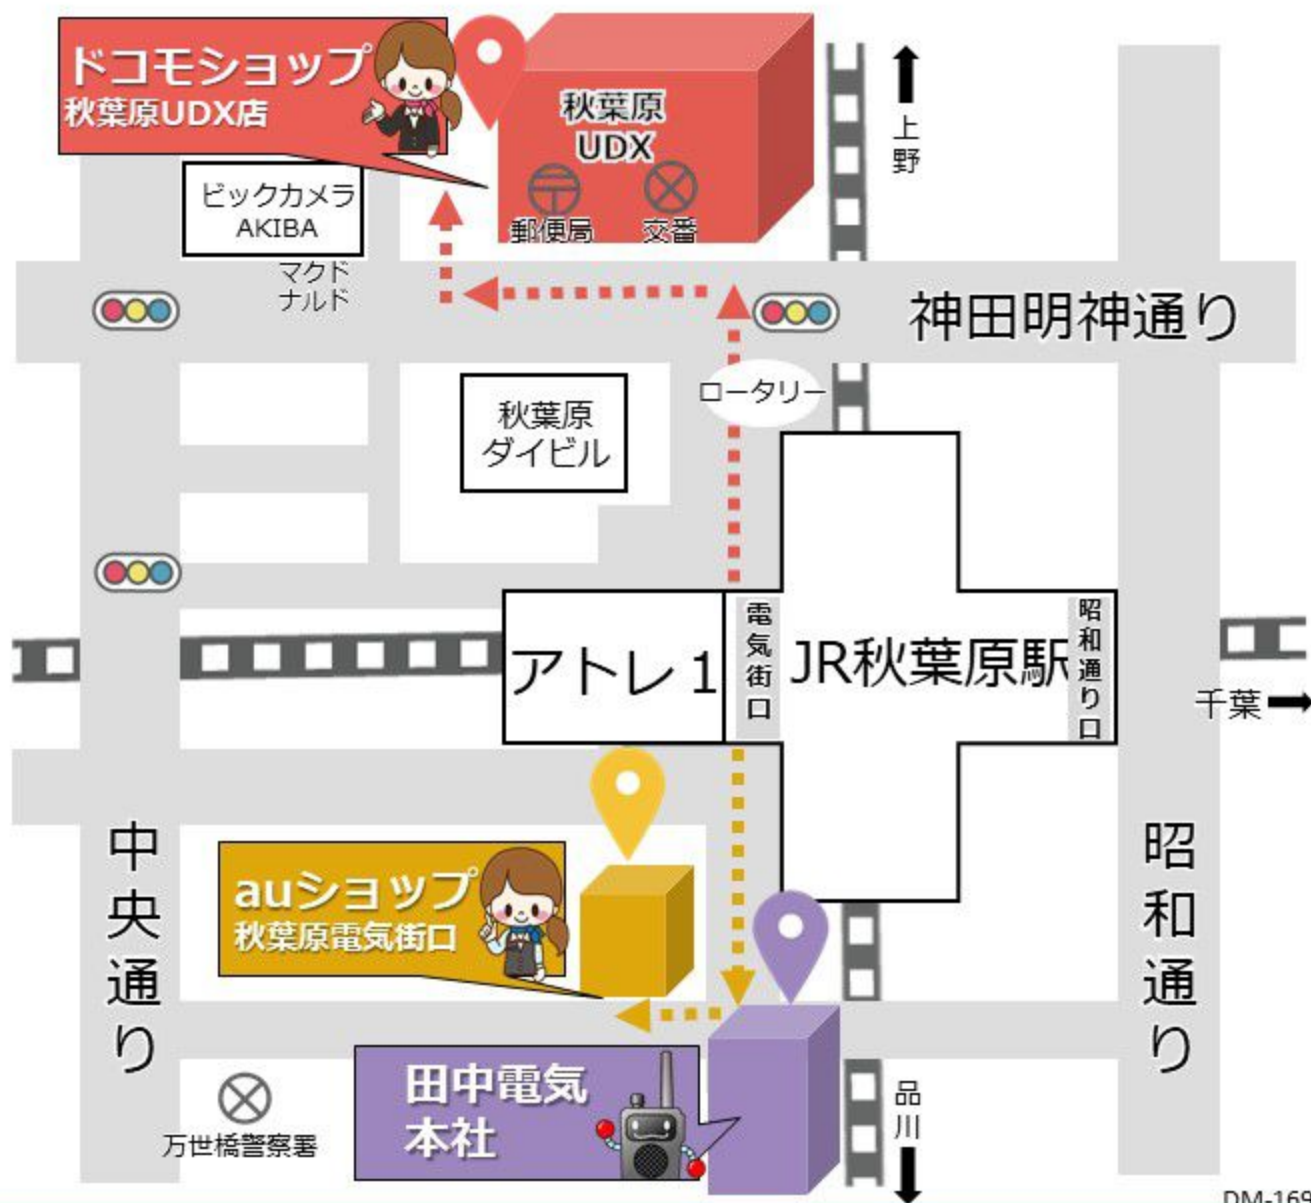 ドコモショップ
秋葉原UDX店
秋葉原
UDX
郵便局
交番
上野
ビックカメラ
AKIBA
マクド
ナルド
神田明神通り
ロータリー
秋葉原
ダイビル
アトレ1
電気街口
JR秋葉原駅
昭和通り口
千葉
中央通り
昭和通り
auショップ
秋葉原電気街口
田中電気
本社
万世橋警察署
品川
DM-169